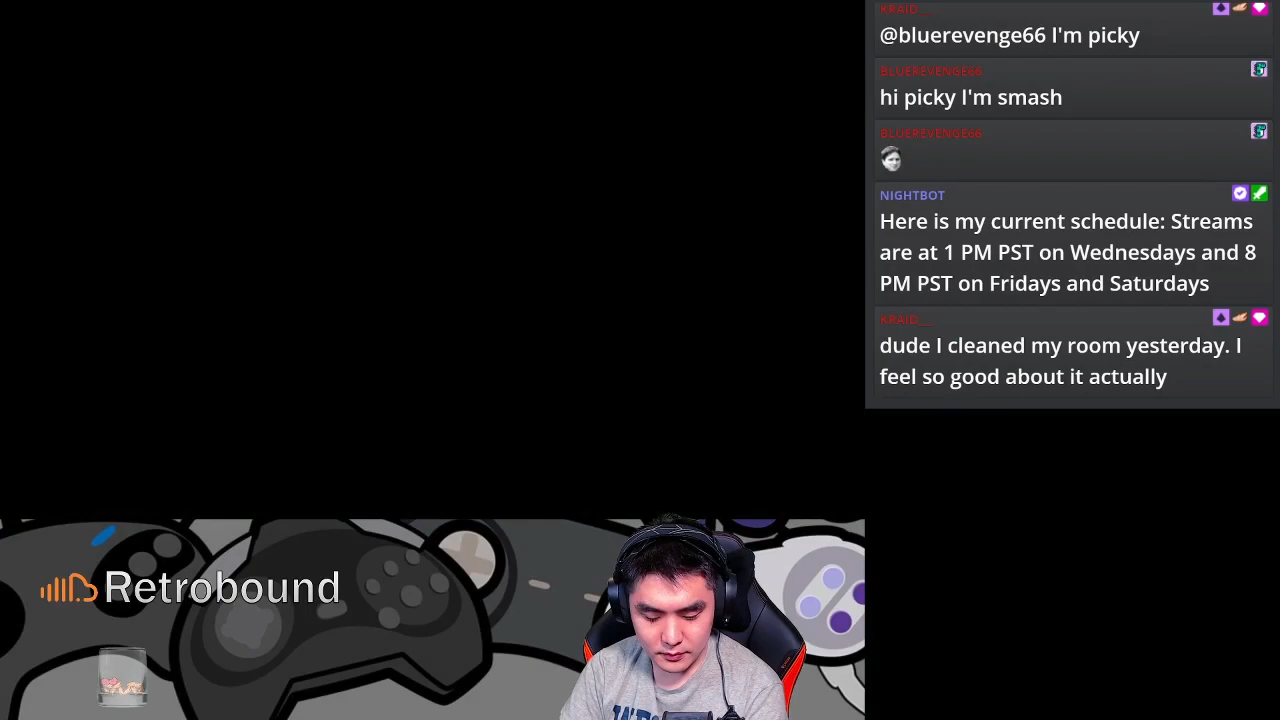 KRAID__
@bluerevenge66 I'm picky
BLUEREVENGE66
hi picky I'm smash
BLUEREVENGE66
NIGHTBOT
Here is my current schedule: Streams
are at 1 PM PST on Wednesdays and 8
PM PST on Fridays and Saturdays
KRAID__
dude I cleaned my room yesterday. I
feel so good about it actually
Retrobound